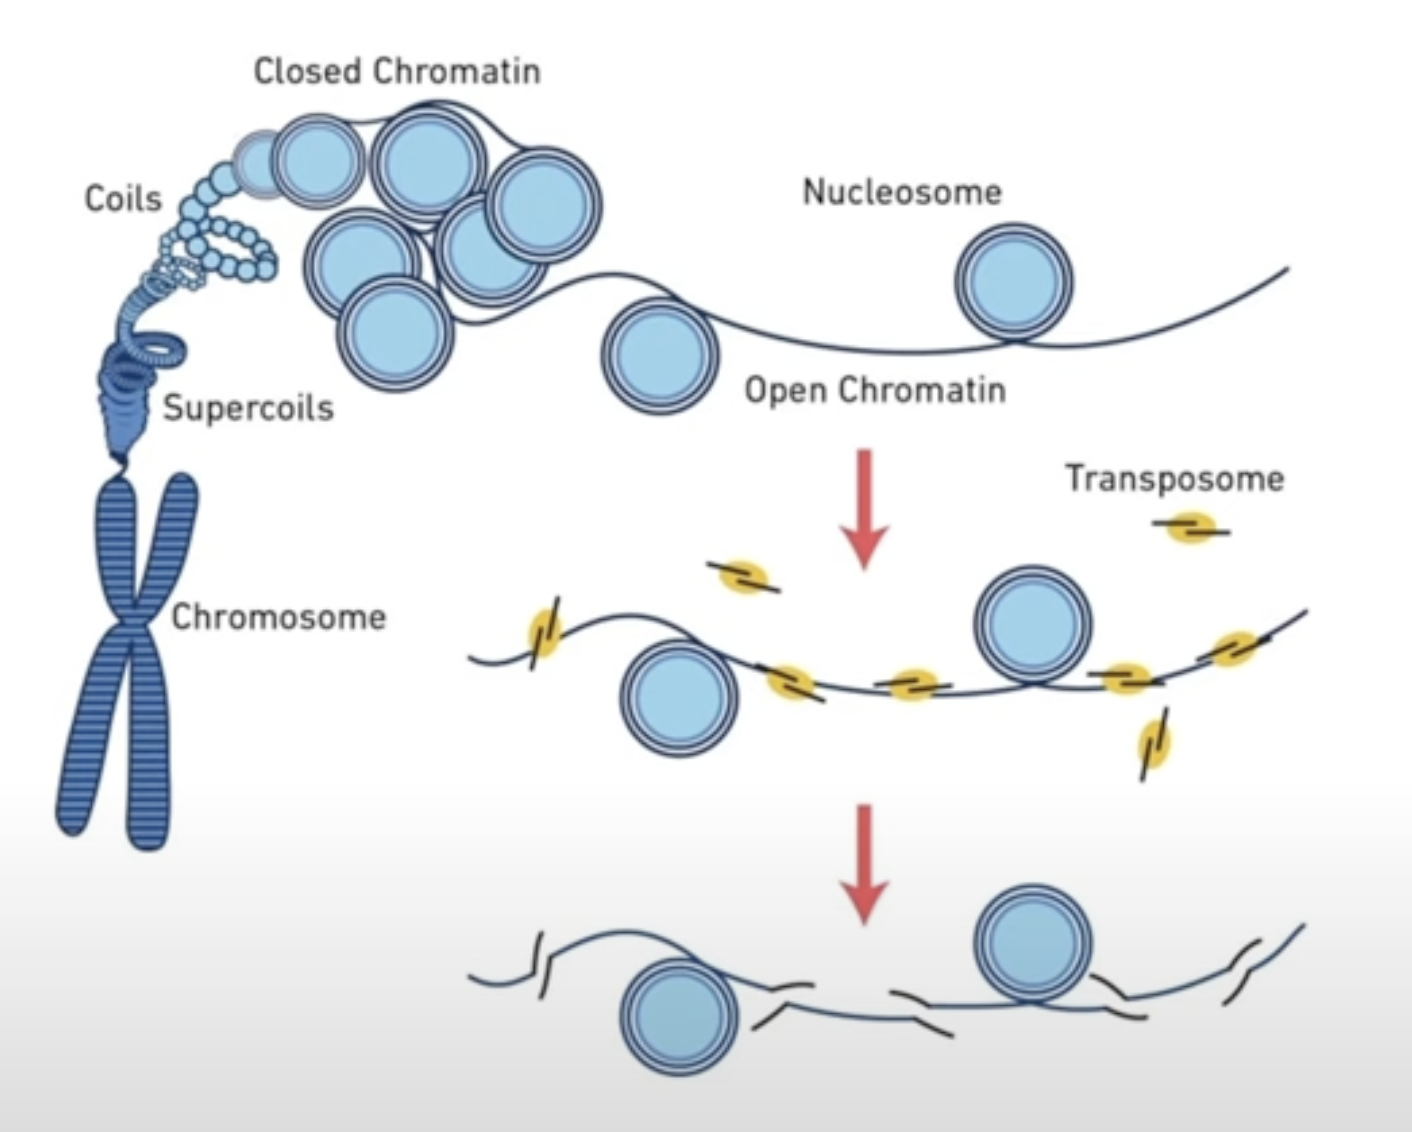 Closed Chromatin
Coils
Nucleosome
Open Chromatin
Supercoils
Transposome
Chromosome